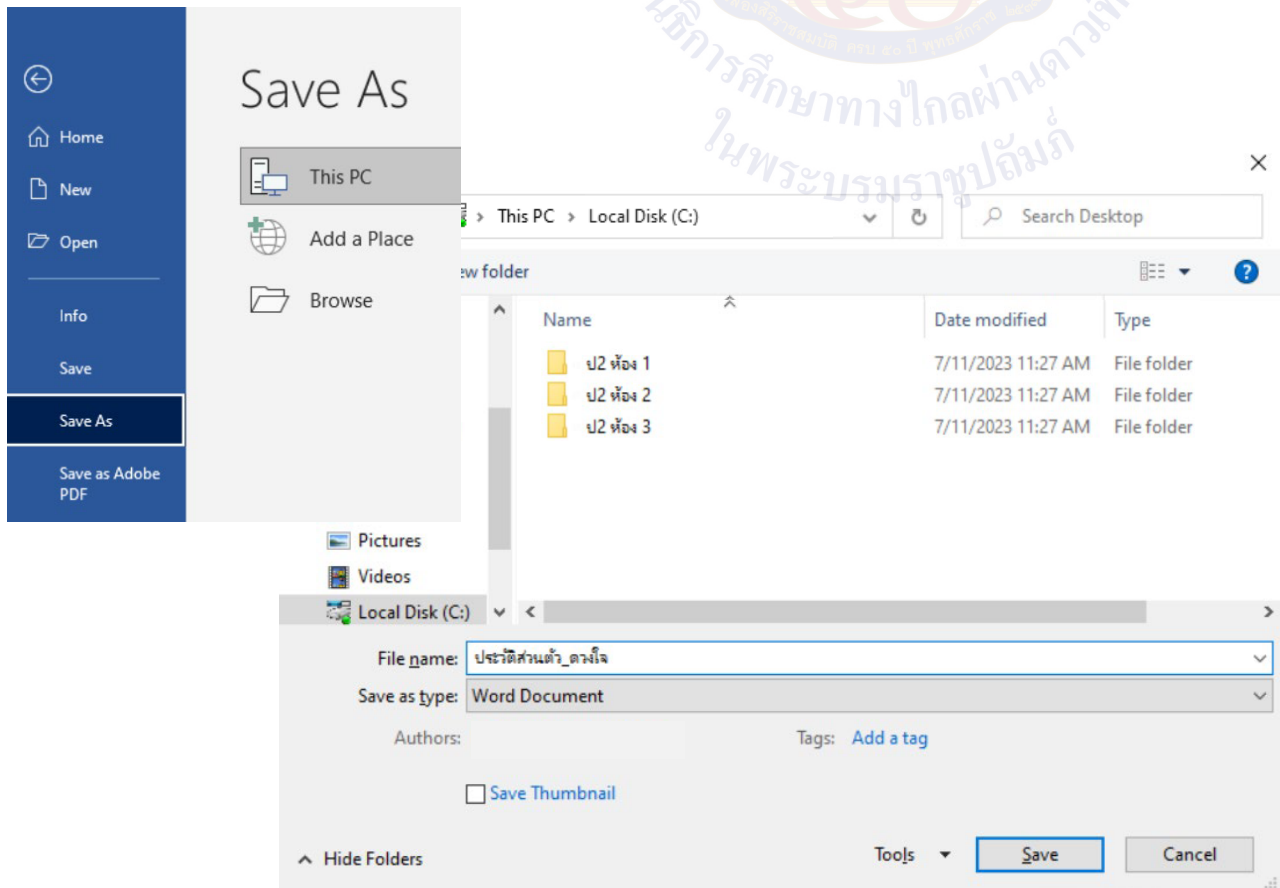 Save As
Home
New
Open
Info
Save
Save As
Save as Adobe
PDF
This PC
Add a Place
Browse
การศึกษาทางไกลผ่านดาวเทียม
ในพระบรมราชูปถัมภ์
This PC > Local Disk (C:)
Search Desktop
ew folder
Name Date modified Type
ป2 ห้อง 1 7/11/2023 11:27 AM File folder
ป2 ห้อง 2 7/11/2023 11:27 AM File folder
ป2 ห้อง 3 7/11/2023 11:27 AM File folder
Pictures
Videos
Local Disk (C:)
File name: ประวัติส่วนตัว_ดวงใจ
Save as type: Word Document
Authors: Tags: Add a tag
Save Thumbnail
Hide Folders Tools Save Cancel